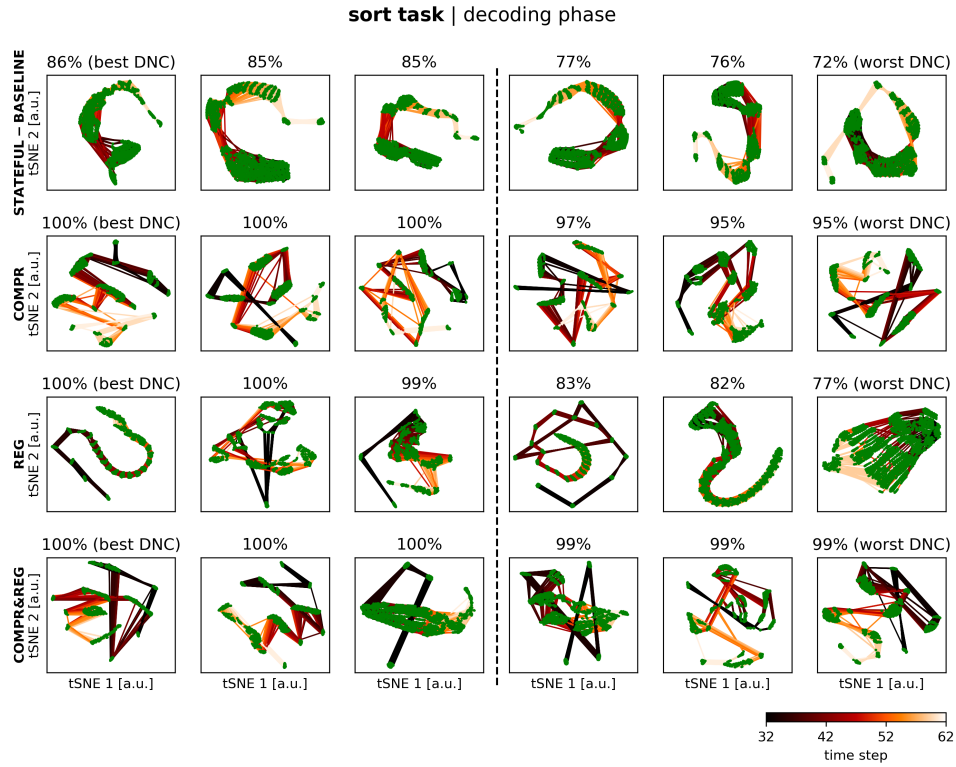 sort task | decoding phase
STATEFUL – BASELINE
tSNE 2 [a.u.]
86% (best DNC)
85%
85%
77%
76%
72% (worst DNC)
COMPR
tSNE 2 [a.u.]
100% (best DNC)
100%
100%
97%
95%
95% (worst DNC)
REG
tSNE 2 [a.u.]
100% (best DNC)
100%
99%
83%
82%
77% (worst DNC)
COMPR&REG
tSNE 2 [a.u.]
100% (best DNC)
100%
100%
99%
99%
99% (worst DNC)
tSNE 1 [a.u.]
tSNE 1 [a.u.]
tSNE 1 [a.u.]
tSNE 1 [a.u.]
tSNE 1 [a.u.]
tSNE 1 [a.u.]
32 42 52 62
time step